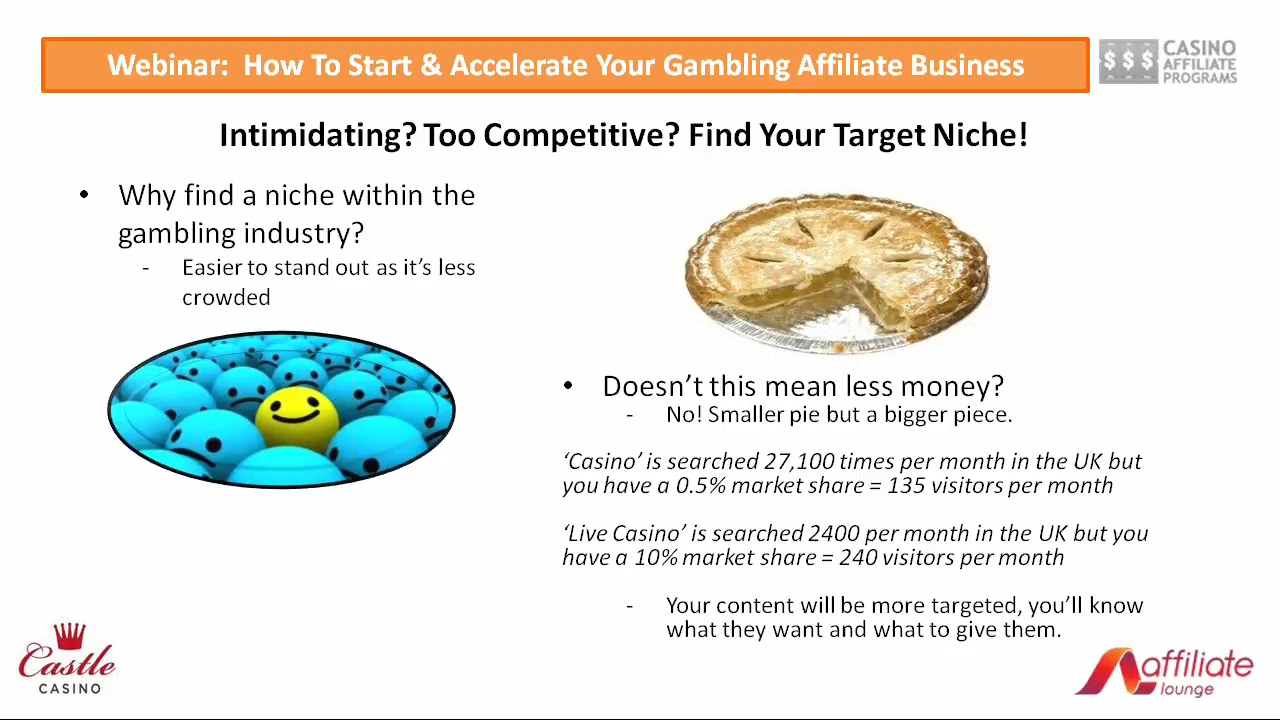 Webinar:  How To Start & Accelerate Your Gambling Affiliate Business
$ $ $
CASINO
AFFILIATE
PROGRAMS
Intimidating? Too Competitive? Find Your Target Niche!
• Why find a niche within the
gambling industry?
- Easier to stand out as it’s less
crowded
• Doesn’t this mean less money?
- No! Smaller pie but a bigger piece.
‘Casino’ is searched 27,100 times per month in the UK but
you have a 0.5% market share = 135 visitors per month
‘Live Casino’ is searched 2400 per month in the UK but you
have a 10% market share = 240 visitors per month
- Your content will be more targeted, you’ll know
what they want and what to give them.
Castle
CASINO
affiliate
lounge